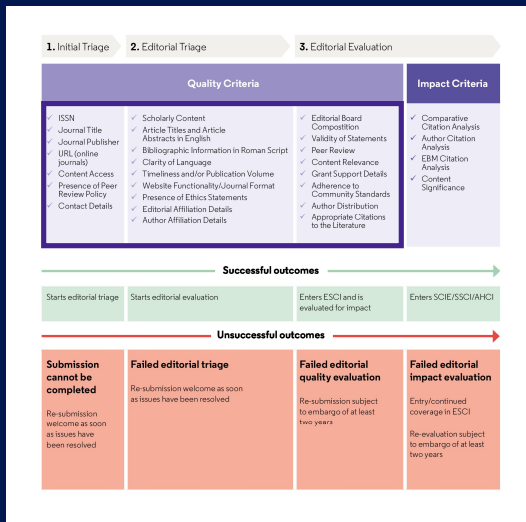 1. Initial Triage
2. Editorial Triage
3. Editorial Evaluation
Quality Criteria
Impact Criteria
✓ ISSN
✓ Journal Title
✓ Journal Publisher
✓ URL (online
journals)
✓ Content Access
✓ Presence of Peer
Review Policy
✓ Contact Details
✓ Scholarly Content
✓ Article Titles and Article
Abstracts in English
✓ Bibliographic Information in Roman Script
✓ Clarity of Language
✓ Timeliness and/or Publication Volume
✓ Website Functionality/Journal Format
✓ Presence of Ethics Statements
✓ Editorial Affiliation Details
✓ Author Affiliation Details
✓ Editorial Board
Compostition
✓ Validity of Statements
✓ Peer Review
✓ Content Relevance
✓ Grant Support Details
✓ Adherence to
Community Standards
✓ Author Distribution
✓ Appropriate Citations
to the Literature
✓ Comparative
Citation Analysis
✓ Author Citation
Analysis
✓ EBM Citation
Analysis
✓ Content
Significance
Successful outcomes
Starts editorial triage
Starts editorial evaluation
Enters ESCI and is
evaluated for impact
Enters SCIE/SSCI/AHCI
Unsuccessful outcomes
Submission
cannot be
completed
Re-submission
welcome as soon
as issues have
been resolved
Failed editorial triage
Re-submission welcome as soon
as issues have been resolved
Failed editorial
quality evaluation
Re-submission subject
to embargo of at least
two years
Failed editorial
impact evaluation
Entry/continued
coverage in ESCI
Re-evaluation subject
to embargo of at least
two years